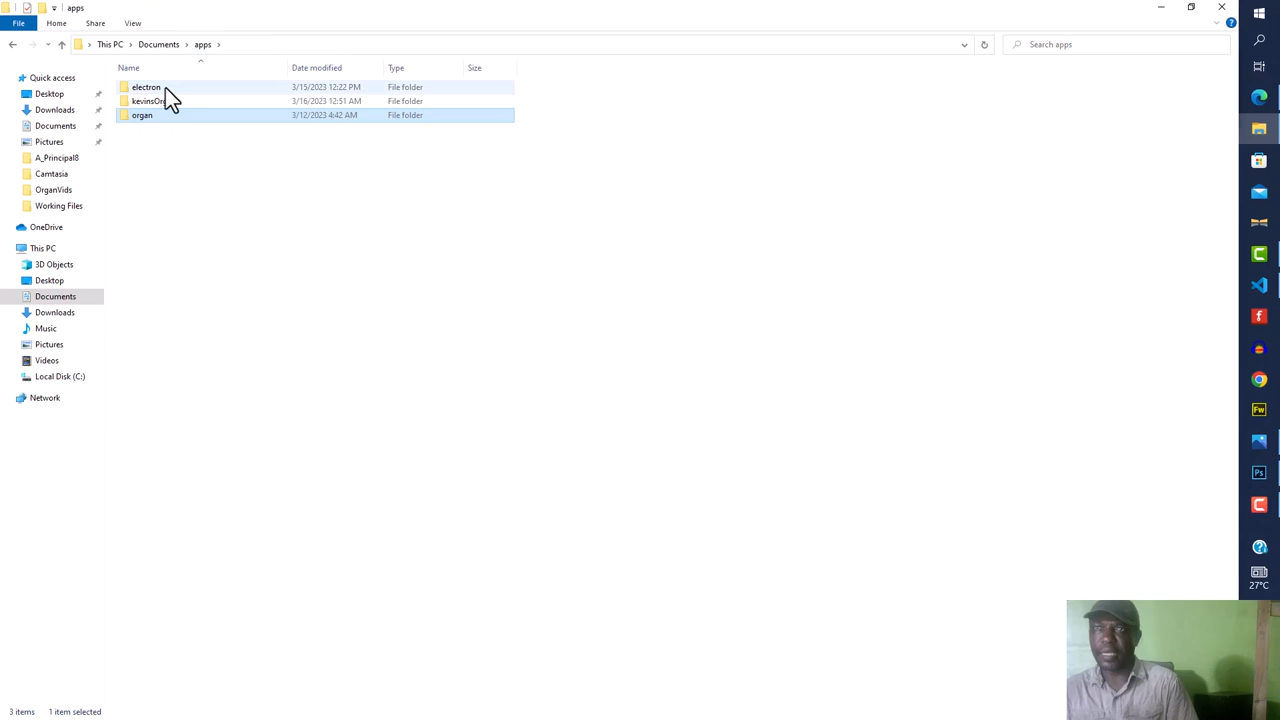 apps
File Home Share View
This PC Documents apps
Search apps
Name Date modified Type Size
Quick access
Desktop
Downloads
Documents
Pictures
A_Principal8
Camtasia
OrganVids
Working Files
OneDrive
This PC
3D Objects
Desktop
Documents
Downloads
Music
Pictures
Videos
Local Disk (C:)
Network
electron 3/15/2023 12:22 PM File folder
3/16/2023 12:51 AM File folder
organ 3/12/2023 4:42 AM File folder
Fw
Ps
27°C
3 items 1 item selected